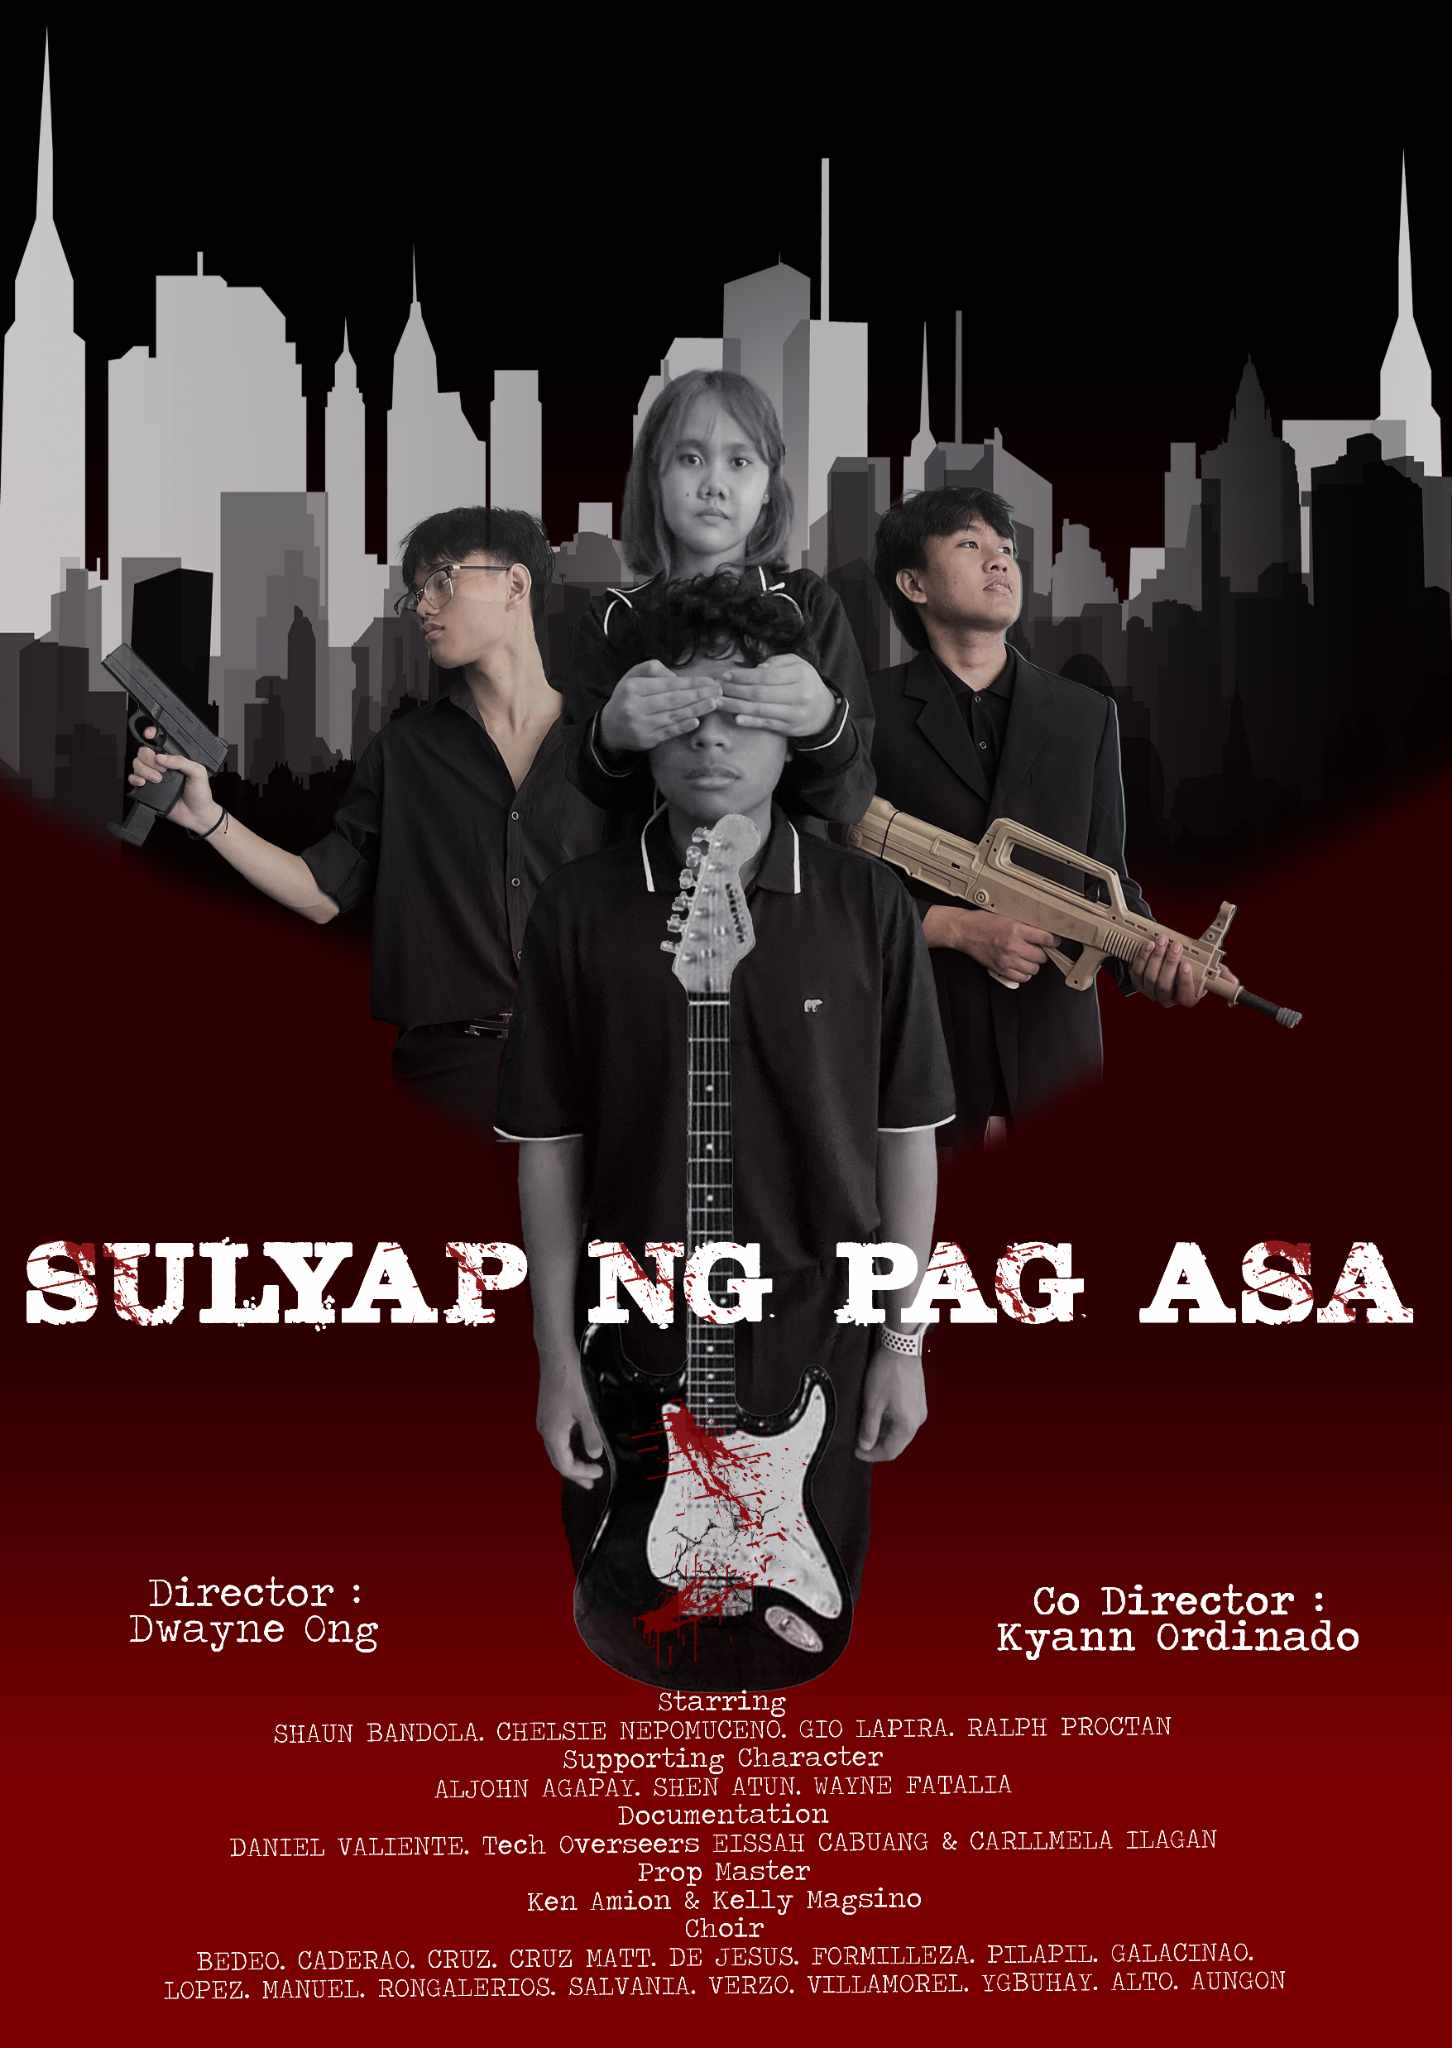 SULYAP NG PAG ASA
Director :
Dwayne Ong
Co Director :
Kyann Ordinado
Starring
SHAUN BANDOLA. CHELSIE NEPOMUCENO. GIO LAPIRA. RALPH PROCTAN
Supporting Character
ALJOHN AGAPAY. SHEN ATUN. WAYNE FATALIA
Documentation
DANIEL VALIENTE. Tech Overseers EISSAH CABUANG & CARLLMELA ILAGAN
Prop Master
Ken Amion & Kelly Magsino
Choir
BEDEO. CADERAO. CRUZ. CRUZ MATT. DE JESUS. FORMILLEZA. PILAPIL. GALACINAO.
LOPEZ. MANUEL. RONGALERIOS. SALVANIA. VERZO. VILLAMOREL. YGBUHAY. ALTO. AUNGON